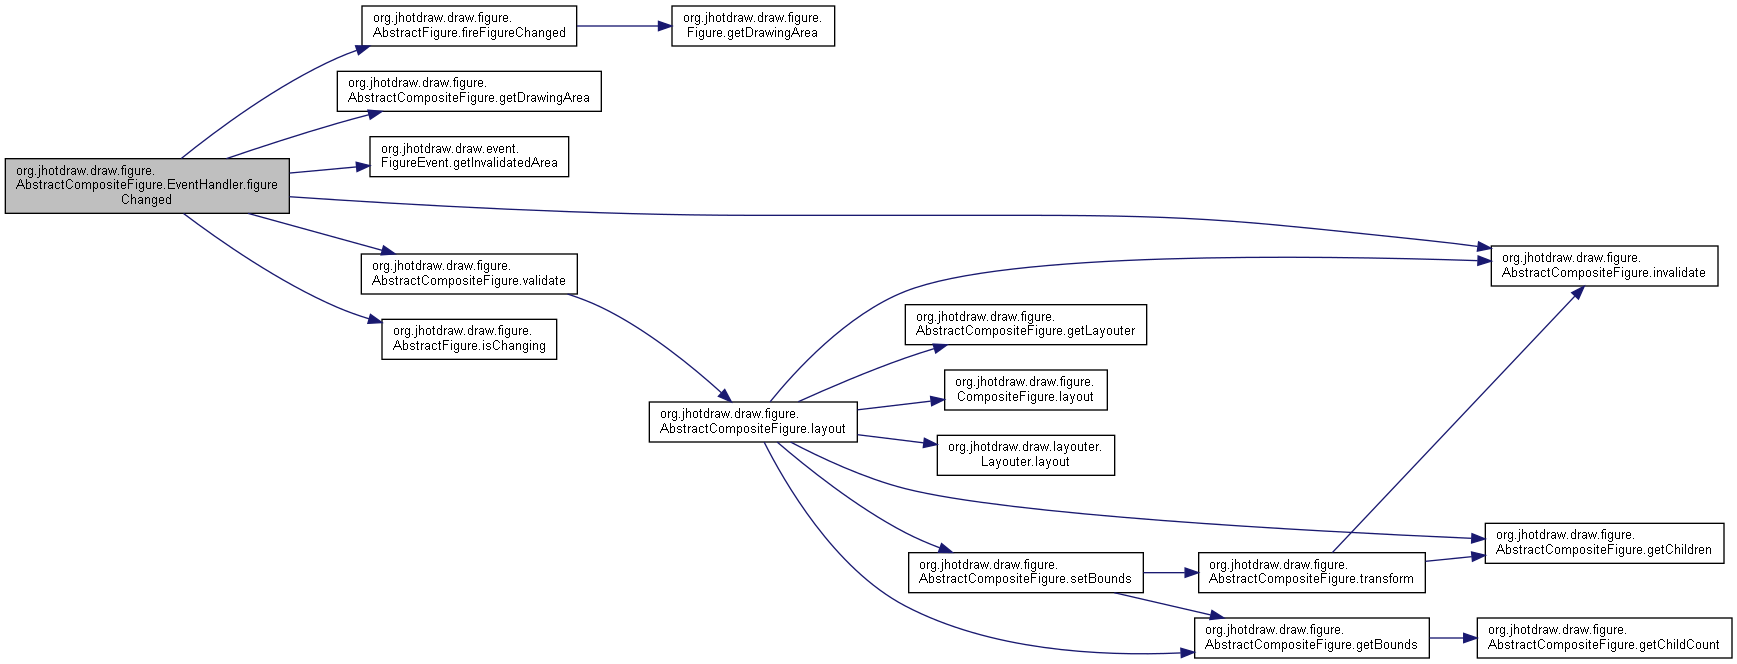 org.jhotdraw.draw.figure.
AbstractFigure.fireFigureChanged
org.jhotdraw.draw.figure.
Figure.getDrawingArea
org.jhotdraw.draw.figure.
AbstractCompositeFigure.getDrawingArea
org.jhotdraw.draw.event.
FigureEvent.getInvalidatedArea
org.jhotdraw.draw.figure.
AbstractCompositeFigure.EventHandler.figure
Changed
org.jhotdraw.draw.figure.
AbstractCompositeFigure.validate
org.jhotdraw.draw.figure.
AbstractCompositeFigure.invalidate
org.jhotdraw.draw.figure.
AbstractFigure.isChanging
org.jhotdraw.draw.figure.
AbstractCompositeFigure.getLayouter
org.jhotdraw.draw.figure.
CompositeFigure.layout
org.jhotdraw.draw.figure.
AbstractCompositeFigure.layout
org.jhotdraw.draw.layouter.
Layouter.layout
org.jhotdraw.draw.figure.
AbstractCompositeFigure.getChildren
org.jhotdraw.draw.figure.
AbstractCompositeFigure.setBounds
org.jhotdraw.draw.figure.
AbstractCompositeFigure.transform
org.jhotdraw.draw.figure.
AbstractCompositeFigure.getBounds
org.jhotdraw.draw.figure.
AbstractCompositeFigure.getChildCount